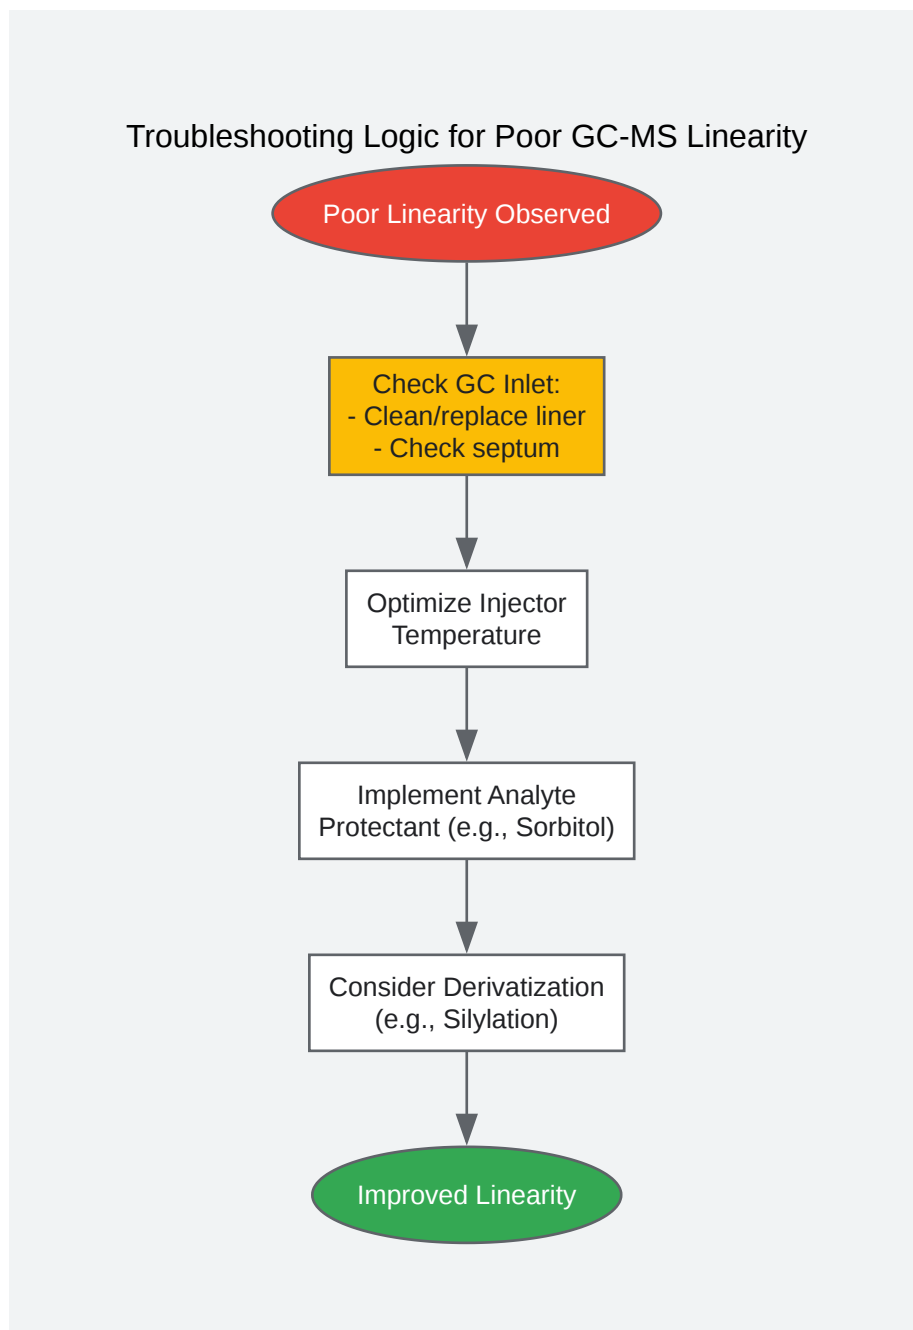 Troubleshooting Logic for Poor GC-MS Linearity
Poor Linearity Observed
Check GC Inlet:
- Clean/replace liner
- Check septum
Optimize Injector
Temperature
Implement Analyte
Protectant (e.g., Sorbitol)
Consider Derivatization
(e.g., Silylation)
Improved Linearity